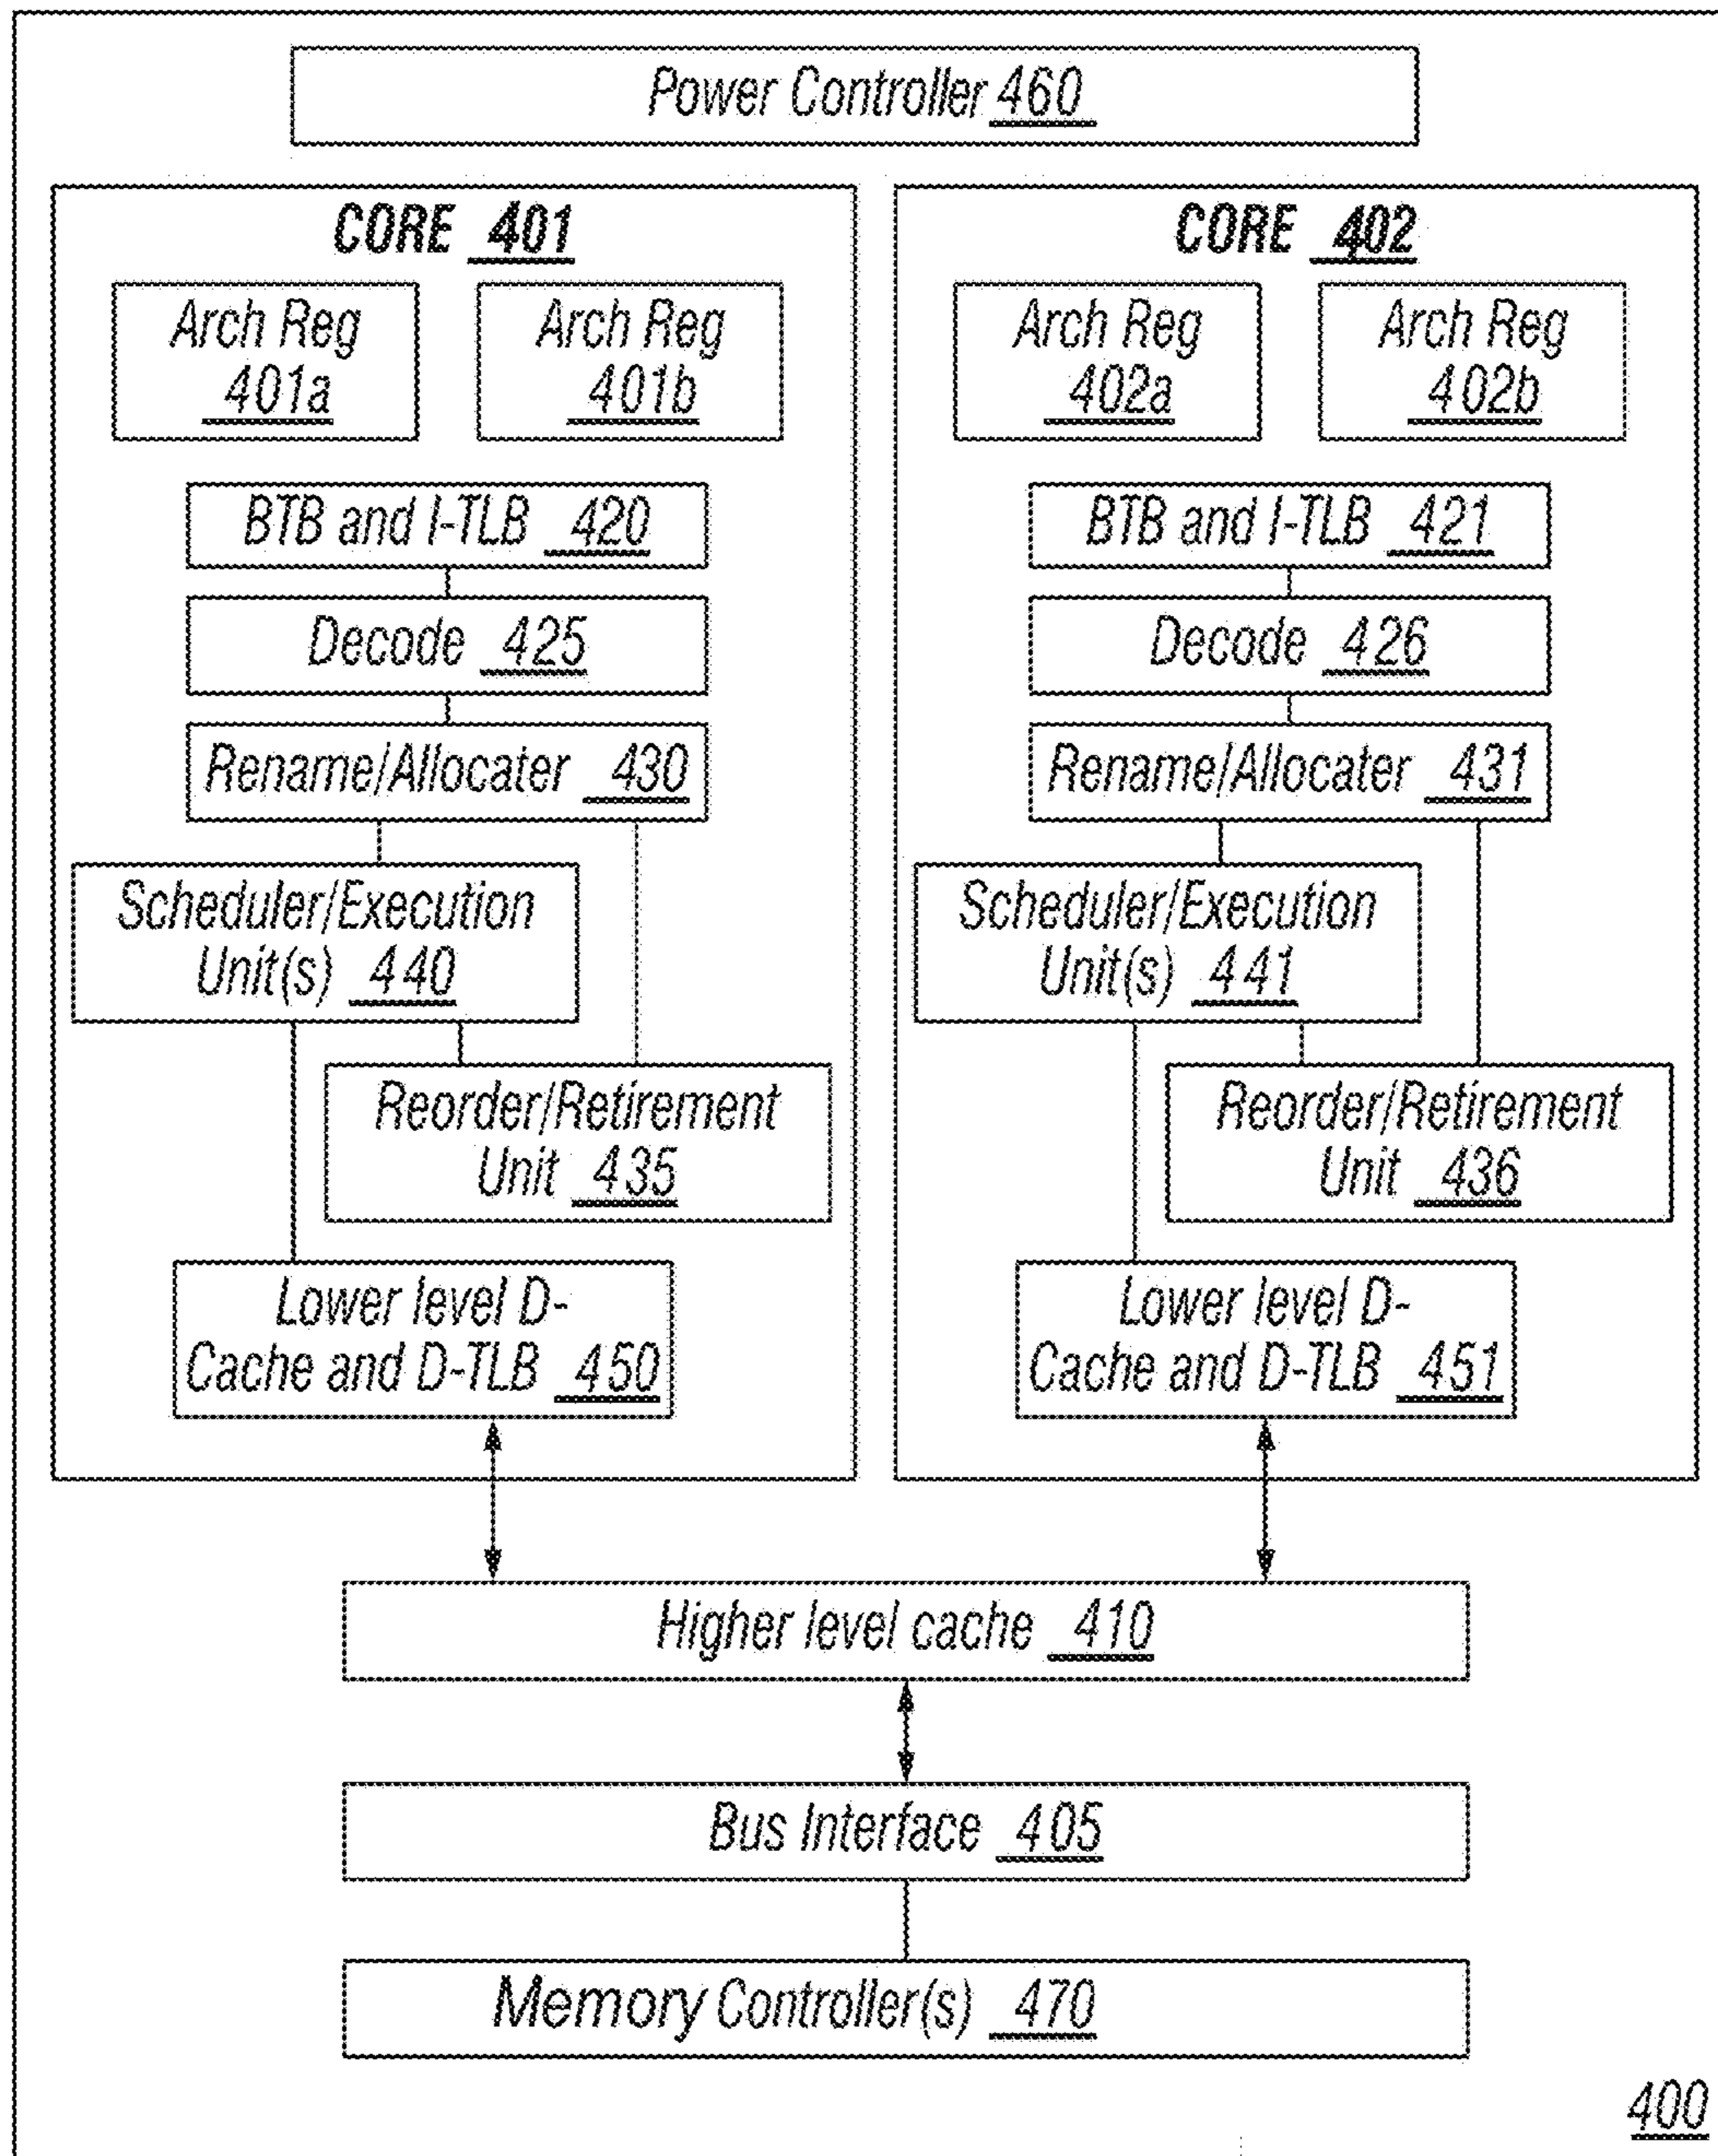 Power Controller 460
CORE 401
Arch Reg
401a
Arch Reg
401b
BTB and I-TLB 420
Decode 425
Rename/Allocater 430
Scheduler/Execution
Unit(s) 440
Reorder/Retirement
Unit 435
Lower level D-
Cache and D-TLB 450
CORE 402
Arch Reg
402a
Arch Reg
402b
BTB and I-TLB 421
Decode 426
Rename/Allocater 431
Scheduler/Execution
Unit(s) 441
Reorder/Retirement
Unit 436
Lower level D-
Cache and D-TLB 451
Higher level cache 410
Bus Interface 405
Memory Controller(s) 470
400